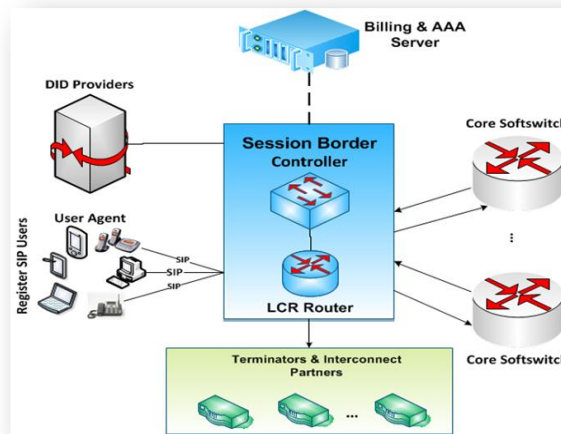 Billing & AAA
Server
DID Providers
Session Border
Controller
Core Softswitch
User Agent
Register SIP Users
SIP
SIP
SIP
...
LCR Router
Core Softswitch
Terminators & Interconnect
Partners
...